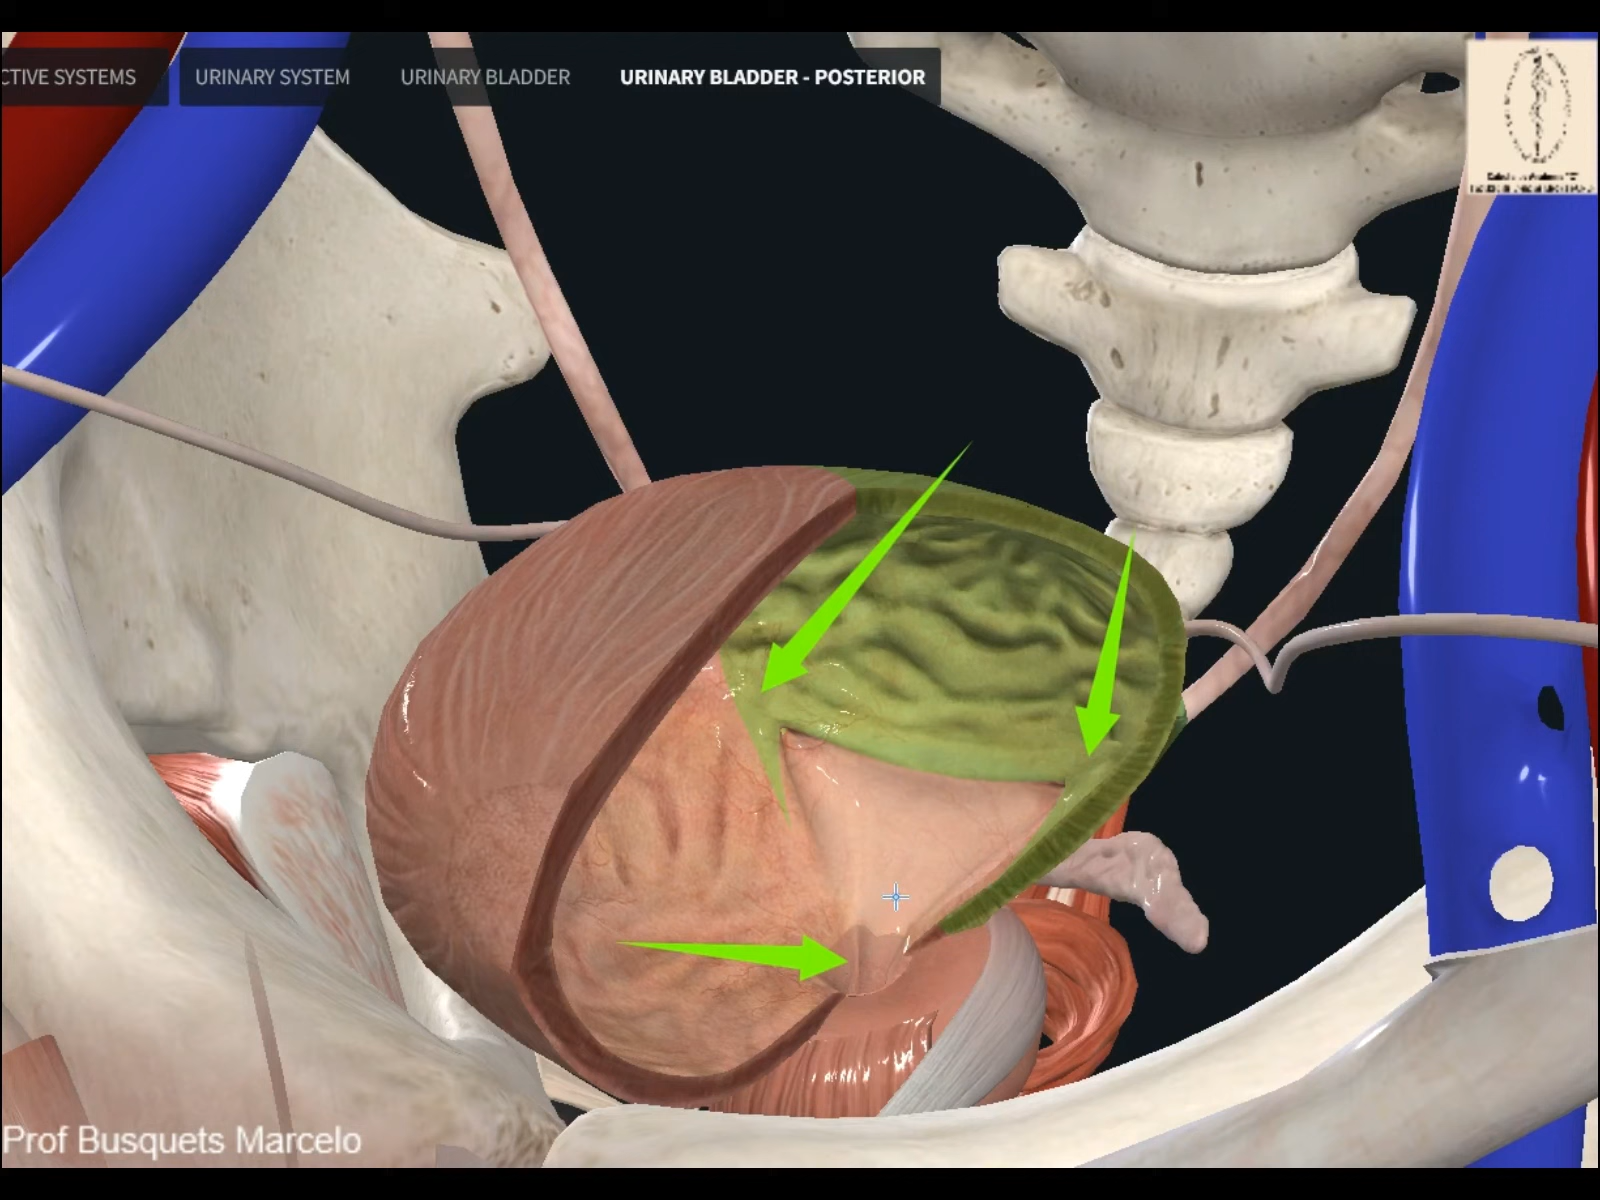 CTIVE SYSTEMS
URINARY SYSTEM
URINARY BLADDER
URINARY BLADDER - POSTERIOR
Prof Busquets Marcelo